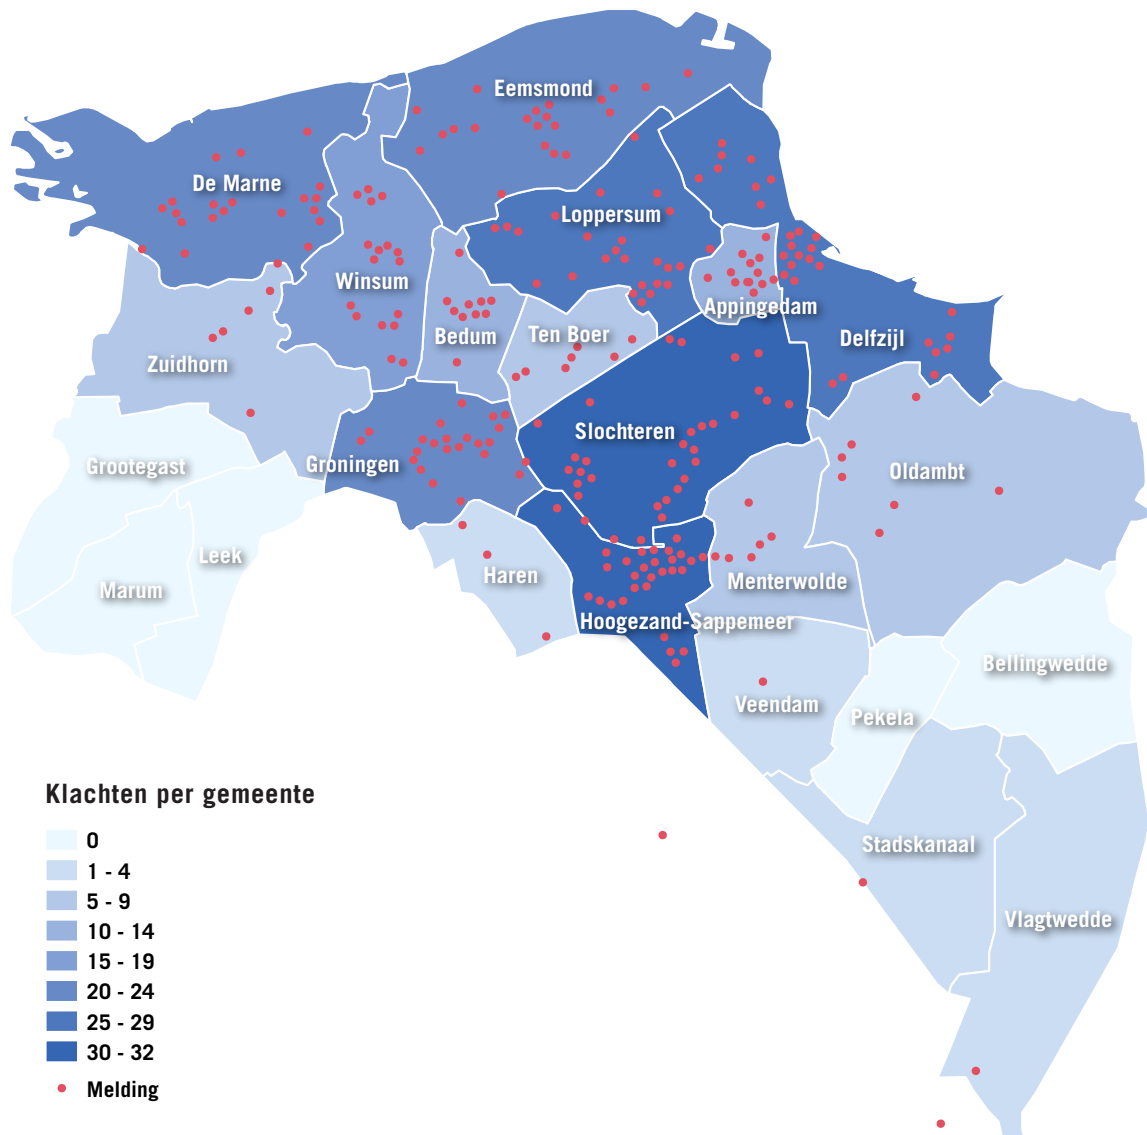 Eemsmond
De Marne
Loppersum
Winsum
Appingedam
Bedum
Ten Boer
Delfzijl
Zuidhorn
Slochteren
Grootegast
Groningen
Oldambt
Leek
Haren
Marum
Menterwolde
Hoogezand-Sappemeer
Bellingwedde
Veendam
Pekela
Klachten per gemeente
0
1 - 4
5 - 9
10 - 14
15 - 19
20 - 24
25 - 29
30 - 32
Melding
Stadskanaal
Vlagtwedde